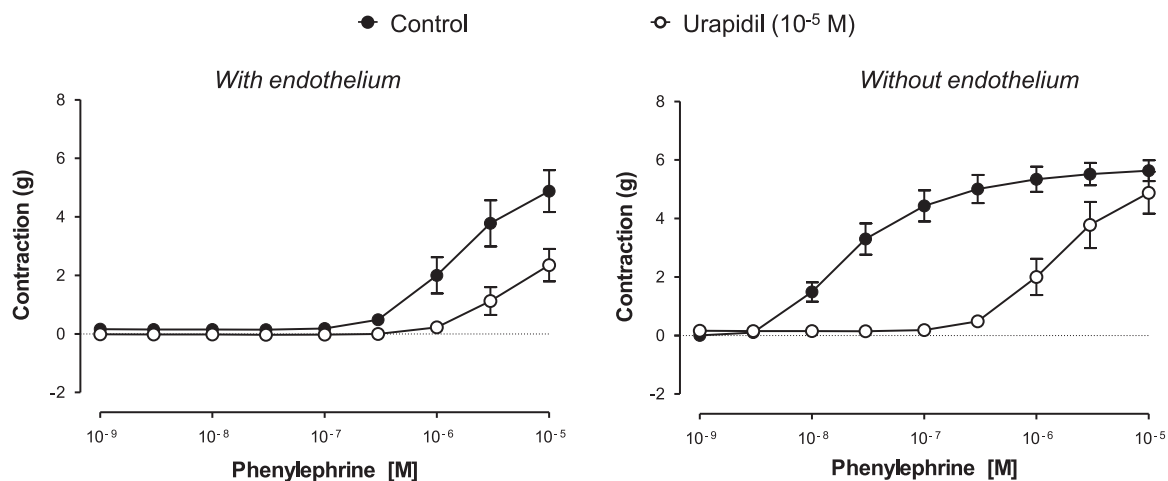 Control
Urapidil (10⁻⁵ M)
With endothelium
Without endothelium
Contraction (g)
8
6
4
2
0
-2
10⁻⁹
10⁻⁸
10⁻⁷
10⁻⁶
10⁻⁵
Phenylephrine [M]
Contraction (g)
8
6
4
2
0
-2
10⁻⁹
10⁻⁸
10⁻⁷
10⁻⁶
10⁻⁵
Phenylephrine [M]